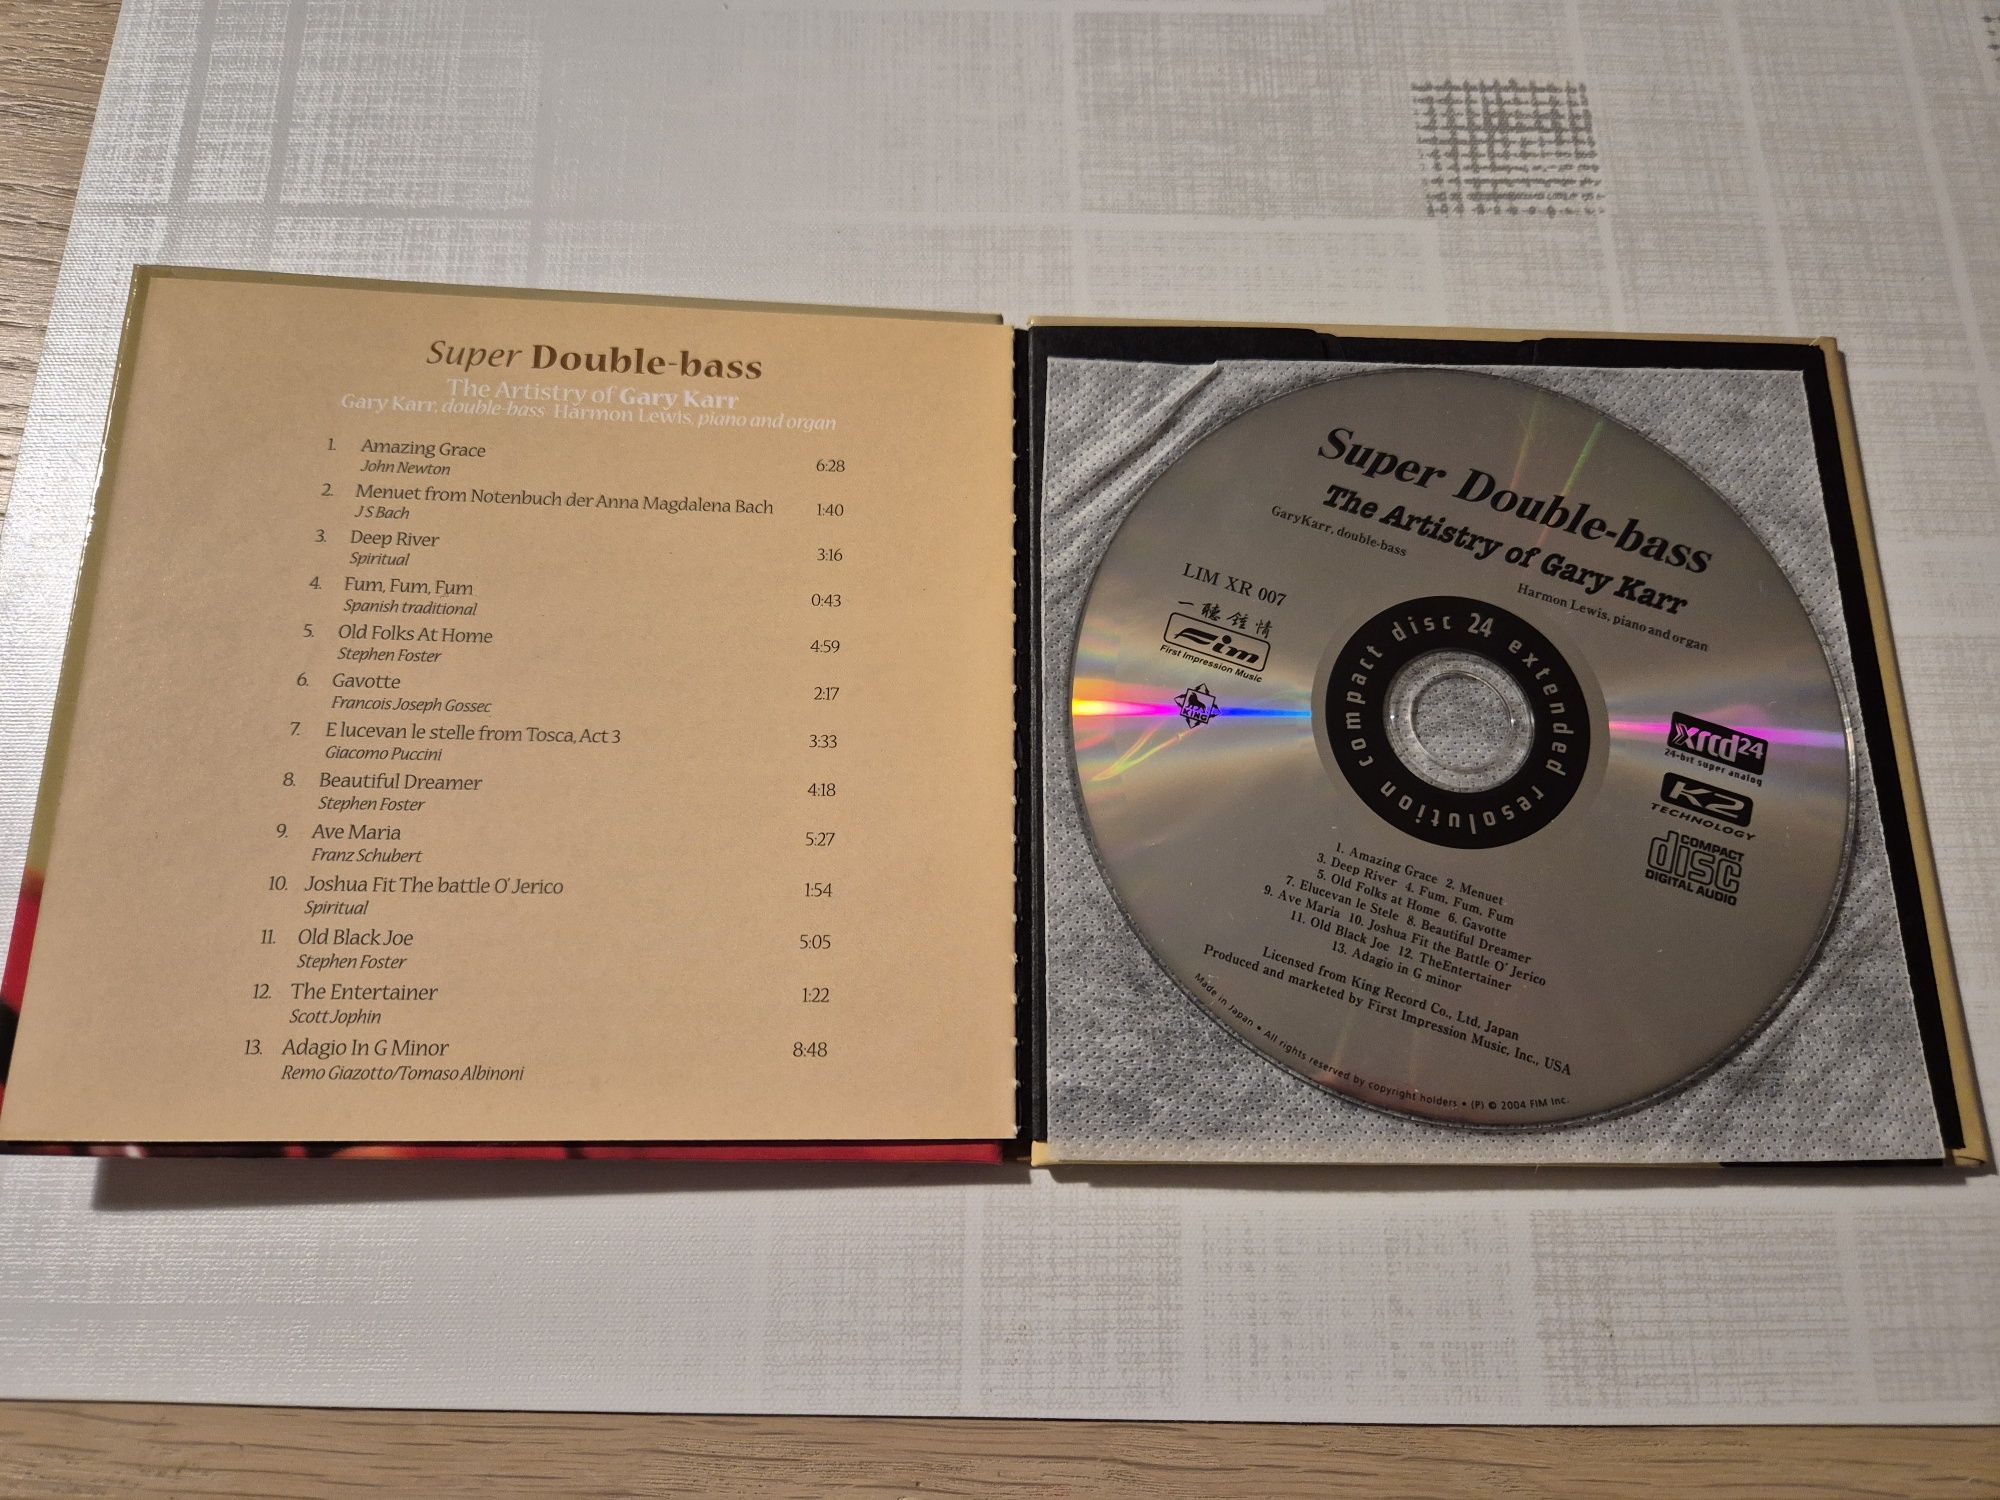 Super Double-bass
The Artistry of Gary Karr
Gary Karr, double-bass Harmon Lewis, piano and organ
1. Amazing Grace
John Newton 6:28
2. Menuet from Notenbuch der Anna Magdalena Bach
J S Bach 1:40
3. Deep River
Spiritual 3:16
4. Fum, Fum, Fum
Spanish traditional 0:43
5. Old Folks At Home
Stephen Foster 4:59
6. Gavotte
Francois Joseph Gossec 2:17
7. E lucevan le stelle from Tosca, Act 3
Giacomo Puccini 3:33
8. Beautiful Dreamer
Stephen Foster 4:18
9. Ave Maria
Franz Schubert 5:27
10. Joshua Fit The battle O' Jerico
Spiritual 1:54
11. Old Black Joe
Stephen Foster 5:05
12. The Entertainer
Scott Jophin 1:22
13. Adagio In G Minor
Remo Giazotto/Tomaso Albinoni 8:48
Super Double-bass
The Artistry of Gary Karr
GaryKarr, double-bass
Harmon Lewis, piano and organ
LIM XR 007
一聽鍾情
Fim
First Impression Music
KING
compact disc 24 extended resolution
xrcd24
24-bit super analog
K2
TECHNOLOGY
COMPACT
disc
DIGITAL AUDIO
1. Amazing Grace 2. Menuet
3. Deep River 4. Fum, Fum. Fum
5. Old Folks at Home 6. Gavotte
7. Elucevan le Stele 8. Beautiful Dreamer
9. Ave Maria 10. Joshua Fit the Battle O' Jerico
11. Old Black Joe 12. TheEntertainer
13. Adagio in G minor
Licensed from King Record Co., Ltd, Japan
Produced and marketed by First Impression Music, Inc., USA
Made in Japan • All rights reserved by copyright holders • (P) © 2004 FIM Inc.